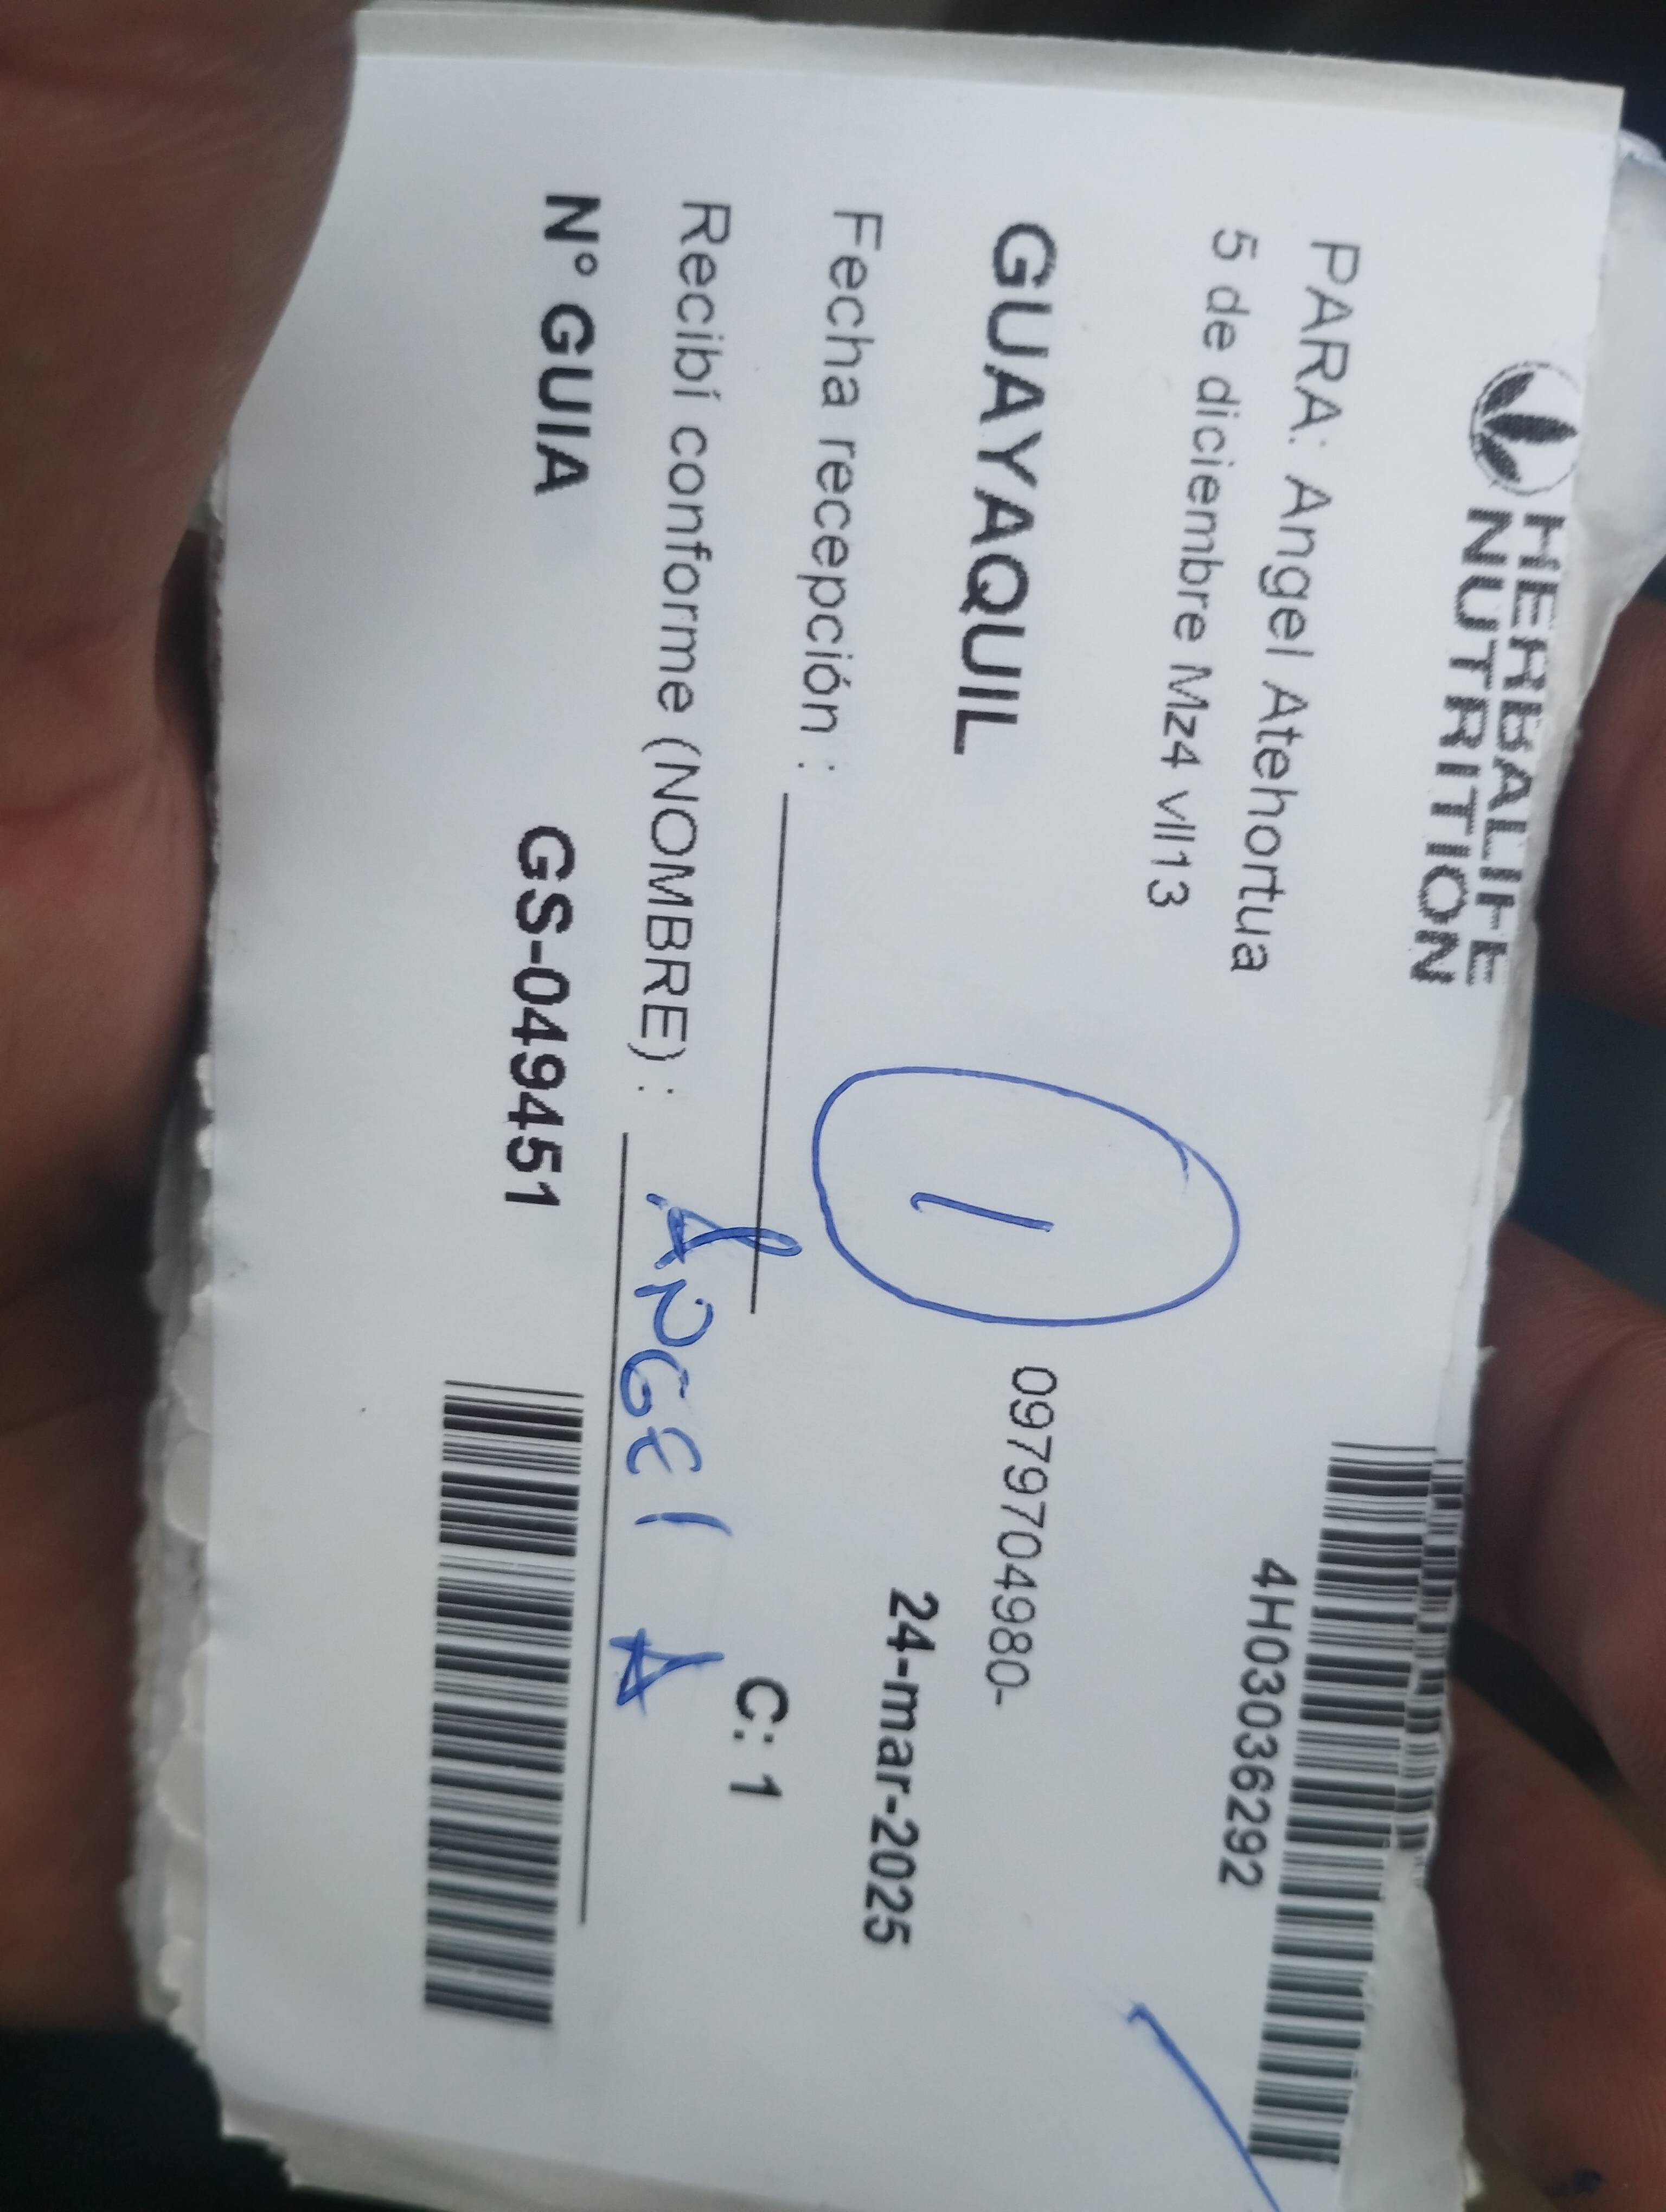 HERBALIFE
NUTRITION
4H03036292
PARA: Angel Atehortua
5 de diciembre Mz4 vll13
GUAYAQUIL
1
0979704980-
24-mar-2025
Fecha recepción :
C: 1
Recibí conforme (NOMBRE) : ANGEl A
N° GUIA GS-049451